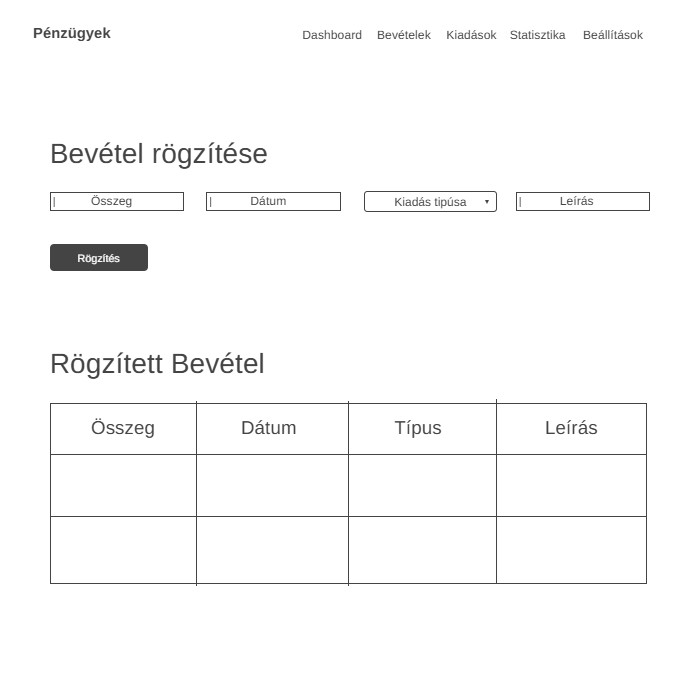 Pénzügyek Dashboard Bevételek Kiadások Statisztika Beállítások
Bevétel rögzítése
Összeg Dátum Kiadás tipúsa Leírás
Rögzítés
Rögzített Bevétel
Összeg Dátum Típus Leírás